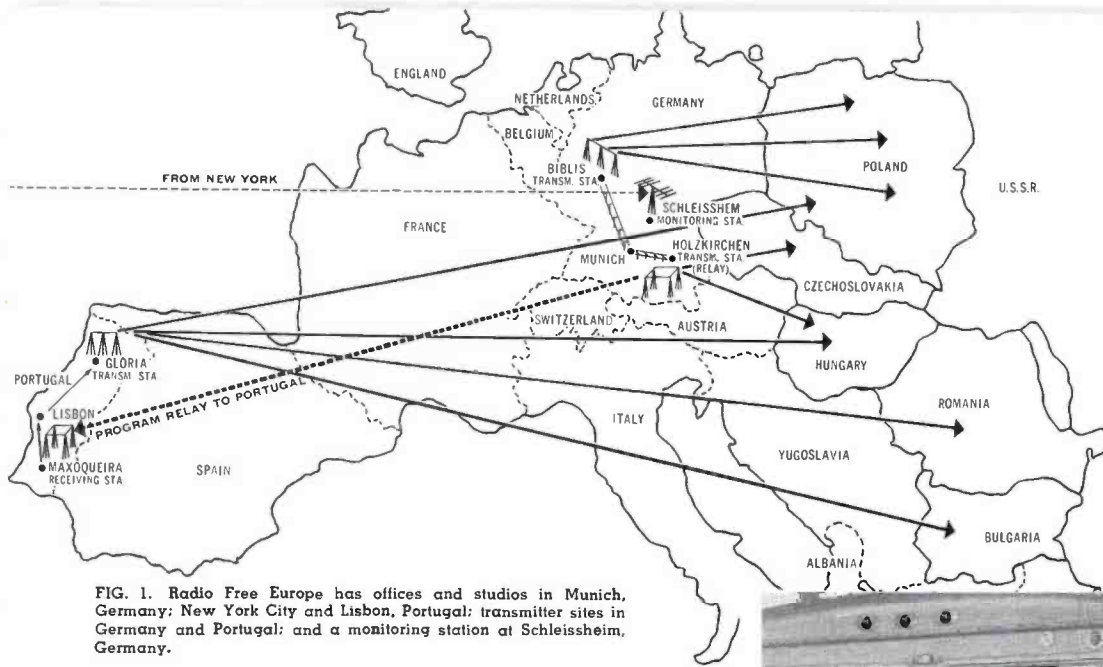 ENGLAND
NETHERLANDS
GERMANY
BELGIUM
POLAND
BIBLIS
TRANSM. STA.
U.S.S.R.
FROM NEW YORK
SCHLEISSHEM
MONITORING STA.
FRANCE
HOLZKIRCHEN
TRANSM. STA.
(RELAY)
MUNICH
CZECHOSLOVAKIA
SWITZERLAND
AUSTRIA
HUNGARY
GLORIA
TRANSM. STA.
PORTUGAL
LISBON
PROGRAM RELAY TO PORTUGAL
ITALY
ROMANIA
MAXOQUEIRA
RECEIVING STA.
SPAIN
YUGOSLAVIA
BULGARIA
ALBANIA
FIG. 1. Radio Free Europe has offices and studios in Munich,
Germany; New York City and Lisbon, Portugal; transmitter sites in
Germany and Portugal; and a monitoring station at Schleissheim,
Germany.